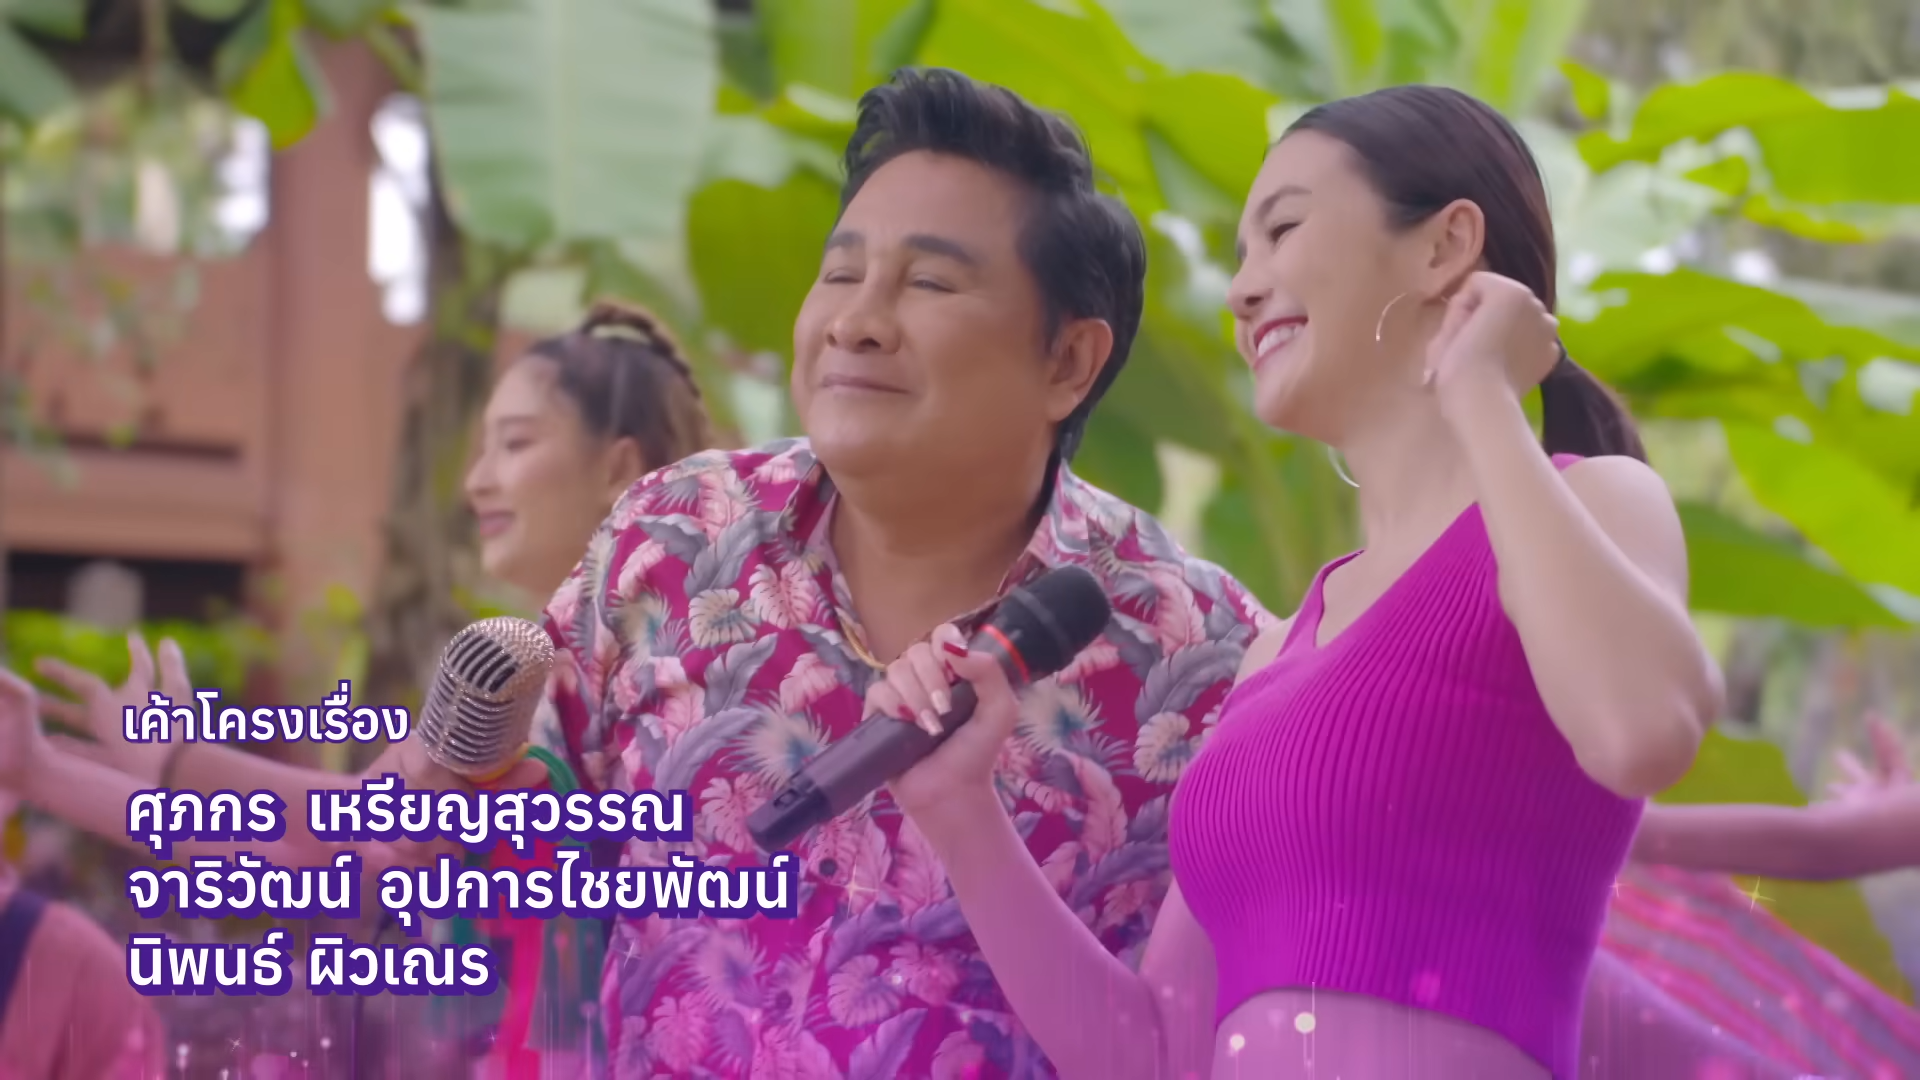 เค้าโครงเรื่อง
ศุภกร เหรียญสุวรรณ
จาริวัฒน์ อุปการไชยพัฒน์
นิพนธ์ ผิวเณร